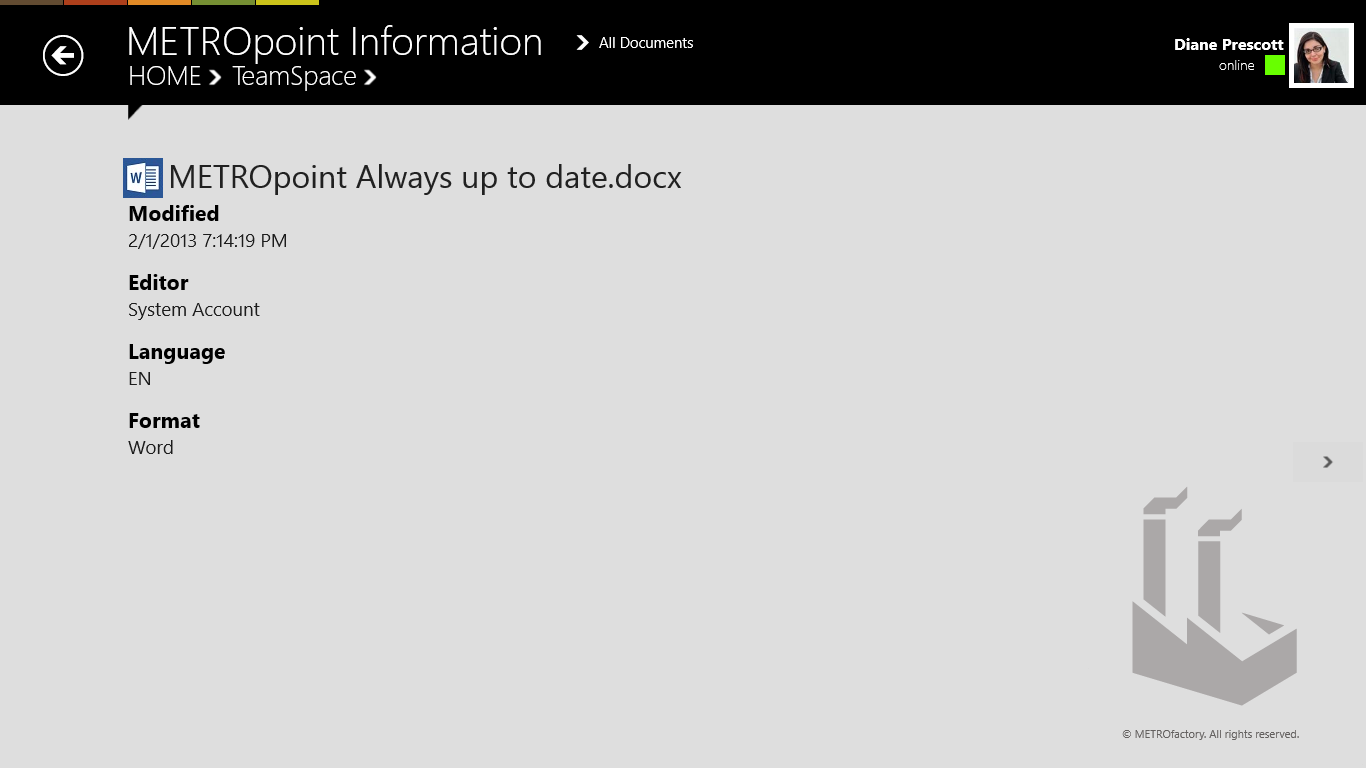 METROpoint Information
All Documents
HOME
TeamSpace
Diane Prescott
online
METROpoint Always up to date.docx
Modified
2/1/2013 7:14:19 PM
Editor
System Account
Language
EN
Format
Word
© METROfactory. All rights reserved.